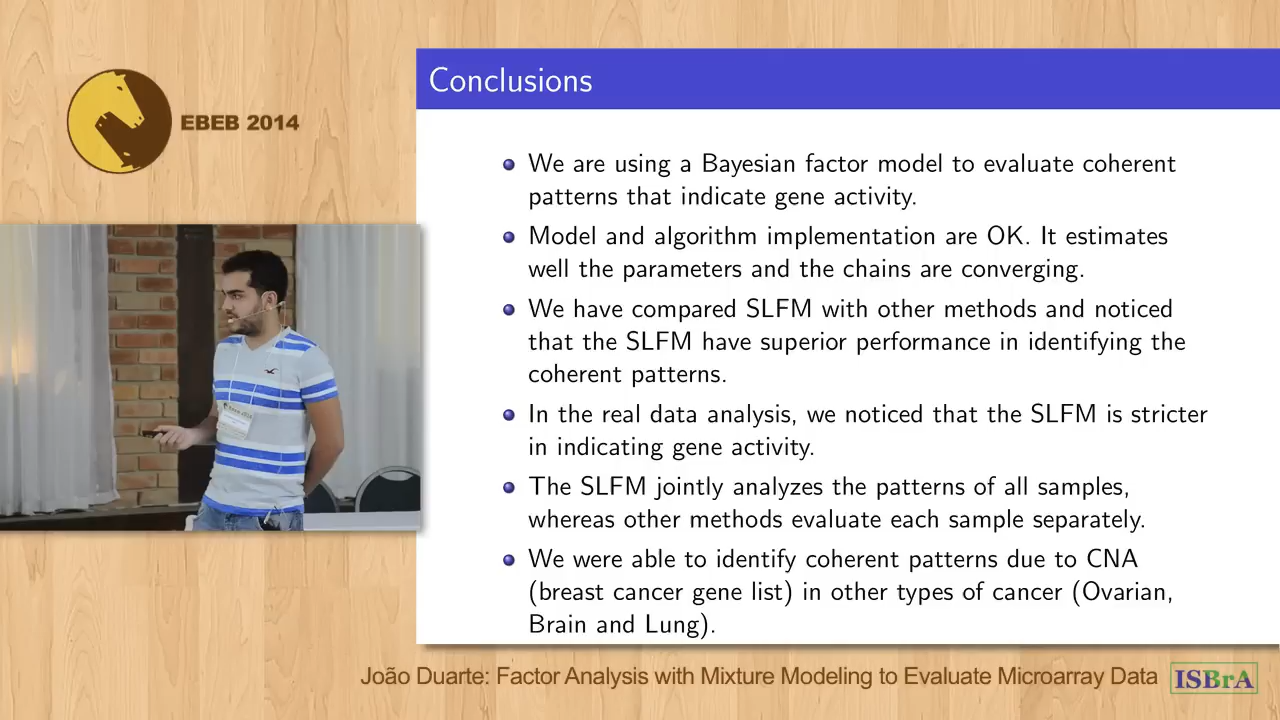 EBEB 2014
Conclusions
We are using a Bayesian factor model to evaluate coherent
patterns that indicate gene activity.
Model and algorithm implementation are OK. It estimates
well the parameters and the chains are converging.
We have compared SLFM with other methods and noticed
that the SLFM have superior performance in identifying the
coherent patterns.
In the real data analysis, we noticed that the SLFM is stricter
in indicating gene activity.
The SLFM jointly analyzes the patterns of all samples,
whereas other methods evaluate each sample separately.
We were able to identify coherent patterns due to CNA
(breast cancer gene list) in other types of cancer (Ovarian,
Brain and Lung).
João Duarte: Factor Analysis with Mixture Modeling to Evaluate Microarray Data
ISBrA